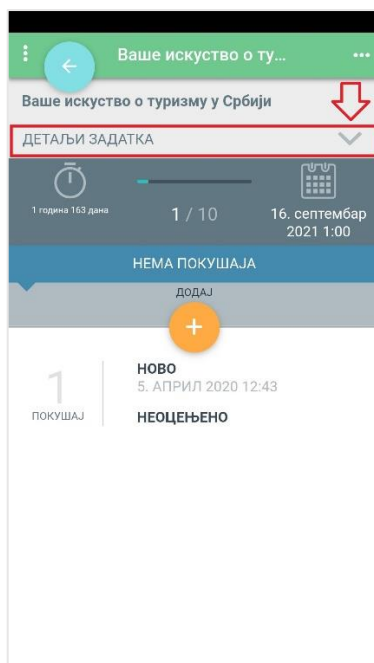 Ваше искуство о ту...
Ваше искуство о туризму у Србији
ДЕТАЉИ ЗАДАТКА
1 година 163 дана
1 / 10
16. септембар
2021 1:00
НЕМА ПОКУШАЈА
ДОДАЈ
1
ПОКУШАЈ
НОВО
5. АПРИЛ 2020 12:43
НЕОЦЕЊЕНО